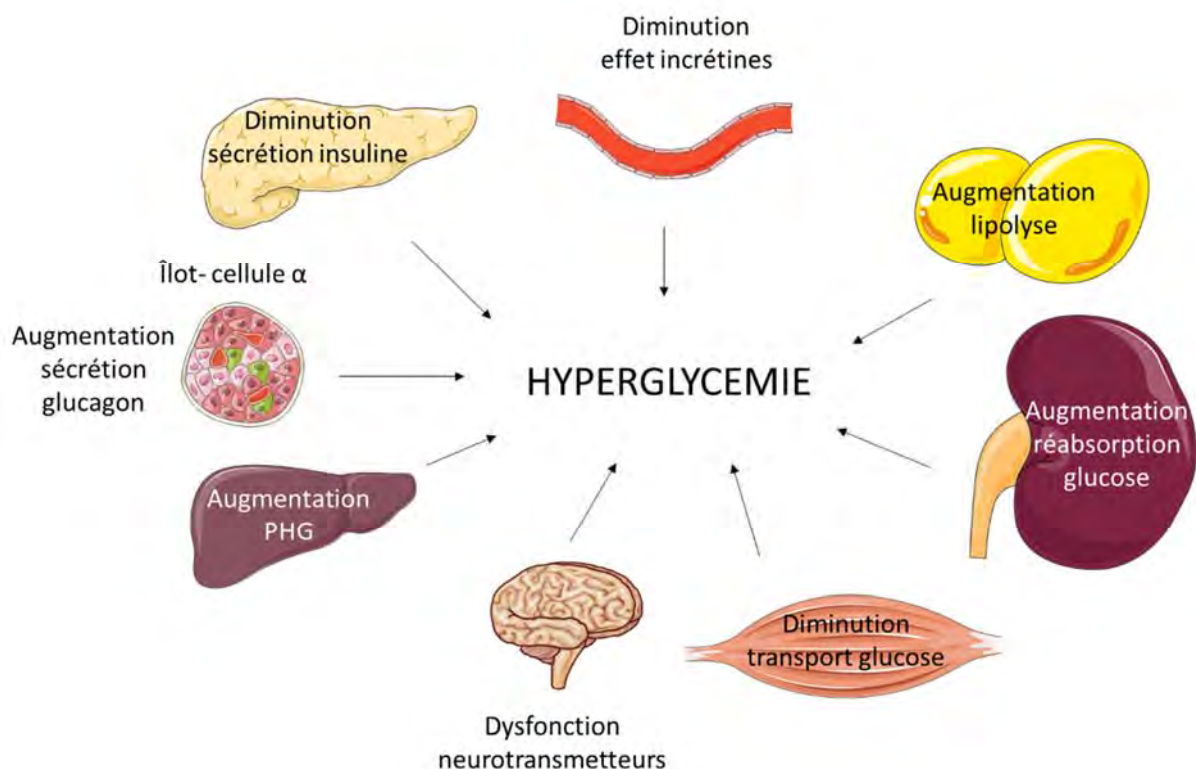 Diminution
effet incrétines
Diminution
sécrétion insuline
Augmentation
lipolyse
Îlot- cellule α
Augmentation
sécrétion
glucagon
HYPERGLYCEMIE
Augmentation
réabsorption
glucose
Augmentation
PHG
Diminution
transport glucose
Dysfonction
neurotransmetteurs